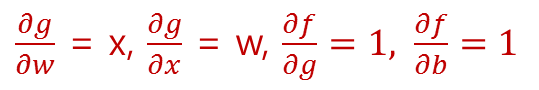 ∂g/∂w = x, ∂g/∂x = w, ∂f/∂g = 1, ∂f/∂b = 1